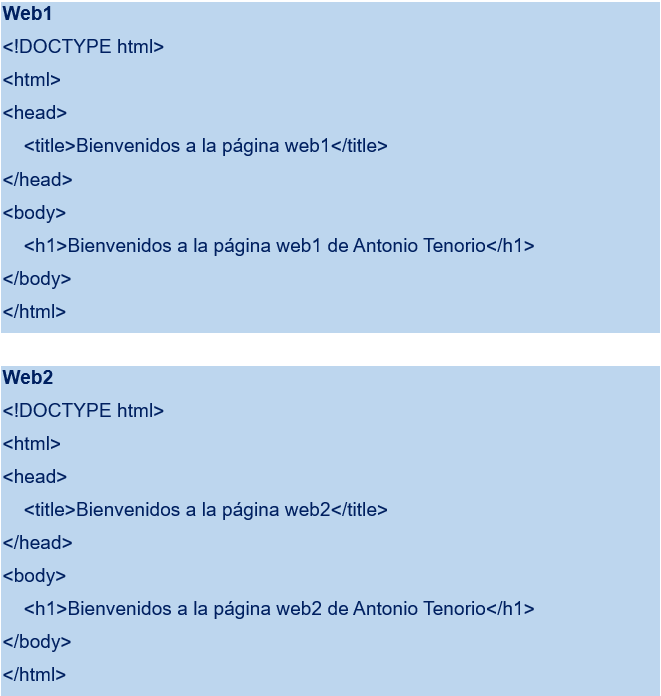 Web1
<!DOCTYPE html>
<html>
<head>
    <title>Bienvenidos a la página web1</title>
</head>
<body>
    <h1>Bienvenidos a la página web1 de Antonio Tenorio</h1>
</body>
</html>
Web2
<!DOCTYPE html>
<html>
<head>
    <title>Bienvenidos a la página web2</title>
</head>
<body>
    <h1>Bienvenidos a la página web2 de Antonio Tenorio</h1>
</body>
</html>